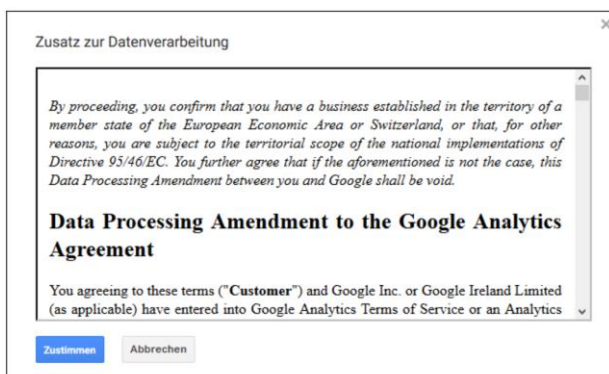 Zusatz zur Datenverarbeitung
By proceeding, you confirm that you have a business established in the territory of a
member state of the European Economic Area or Switzerland, or that, for other
reasons, you are subject to the territorial scope of the national implementations of
Directive 95/46/EC. You further agree that if the aforementioned is not the case, this
Data Processing Amendment between you and Google shall be void.
Data Processing Amendment to the Google Analytics
Agreement
You agreeing to these terms ("Customer") and Google Inc. or Google Ireland Limited
(as applicable) have entered into Google Analytics Terms of Service or an Analytics
Zustimmen Abbrechen